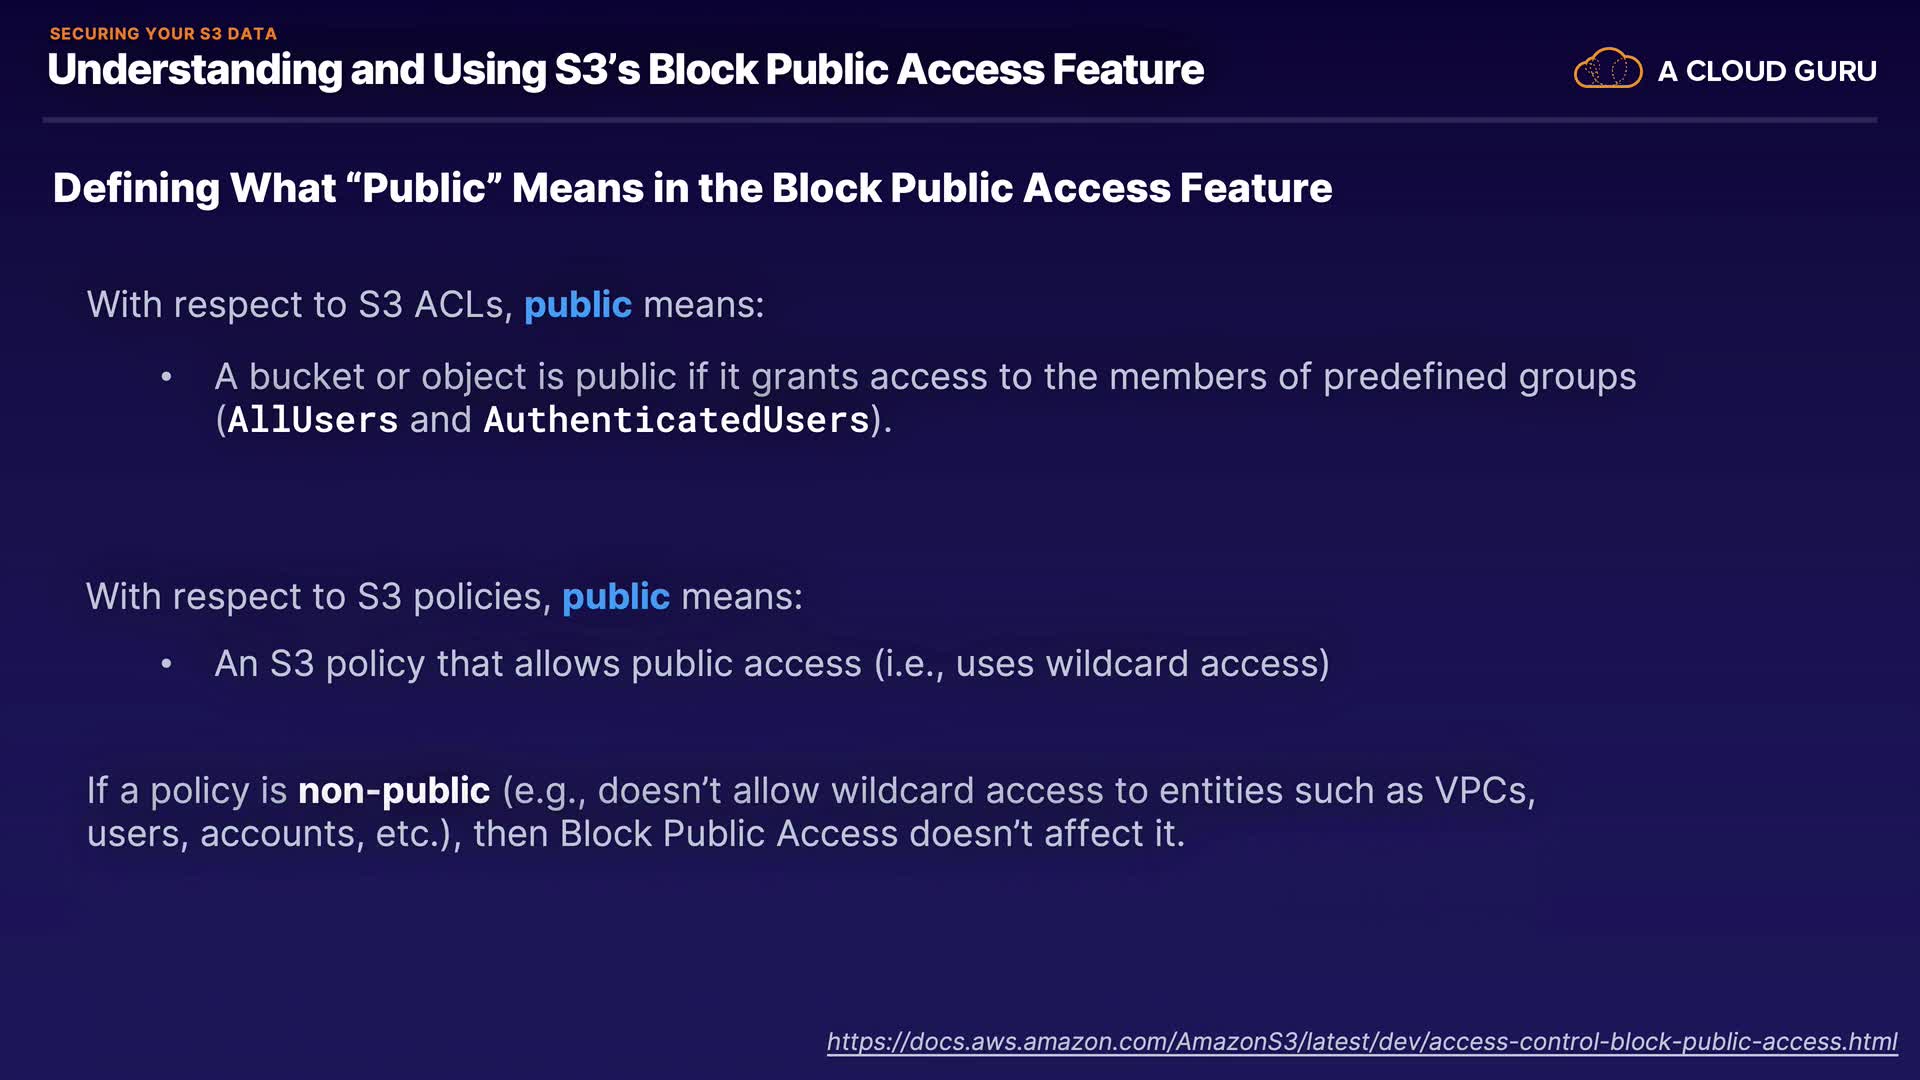 SECURING YOUR S3 DATA
Understanding and Using S3’s Block Public Access Feature
A CLOUD GURU
Defining What “Public” Means in the Block Public Access Feature
With respect to S3 ACLs, public means:
• A bucket or object is public if it grants access to the members of predefined groups
(AllUsers and AuthenticatedUsers).
With respect to S3 policies, public means:
• An S3 policy that allows public access (i.e., uses wildcard access)
If a policy is non-public (e.g., doesn’t allow wildcard access to entities such as VPCs,
users, accounts, etc.), then Block Public Access doesn’t affect it.
https://docs.aws.amazon.com/AmazonS3/latest/dev/access-control-block-public-access.html